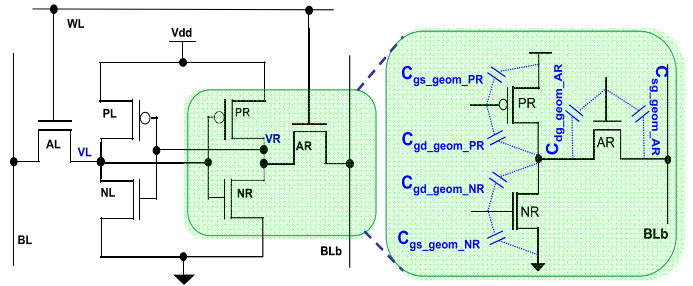 WL
Vdd
PL
PR
AL
VL
VR
AR
NL
NR
BL
BLb
Cgs_geom_PR
PR
Cdg_geom_AR
Csg_geom_AR
Cgd_geom_PR
AR
Cgd_geom_NR
NR
Cgs_geom_NR
BLb